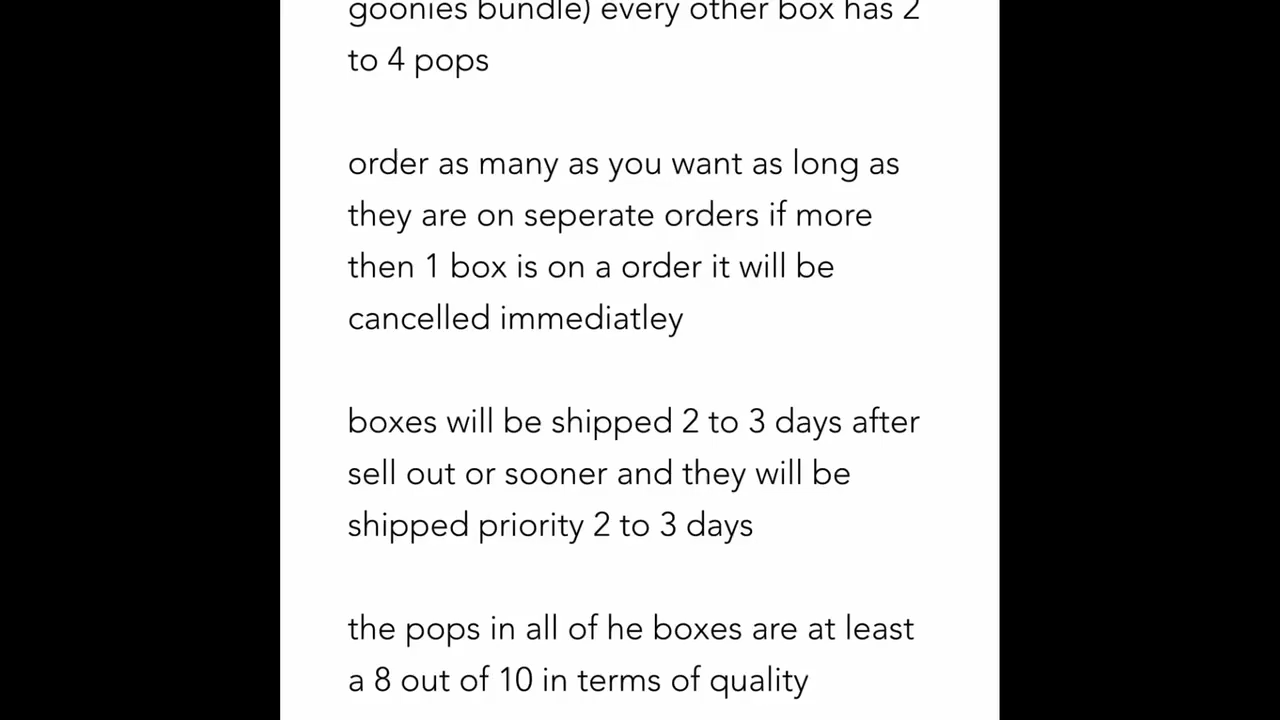 goonies bundle) every other box has 2
to 4 pops
order as many as you want as long as
they are on seperate orders if more
then 1 box is on a order it will be
cancelled immediatley
boxes will be shipped 2 to 3 days after
sell out or sooner and they will be
shipped priority 2 to 3 days
the pops in all of he boxes are at least
a 8 out of 10 in terms of quality